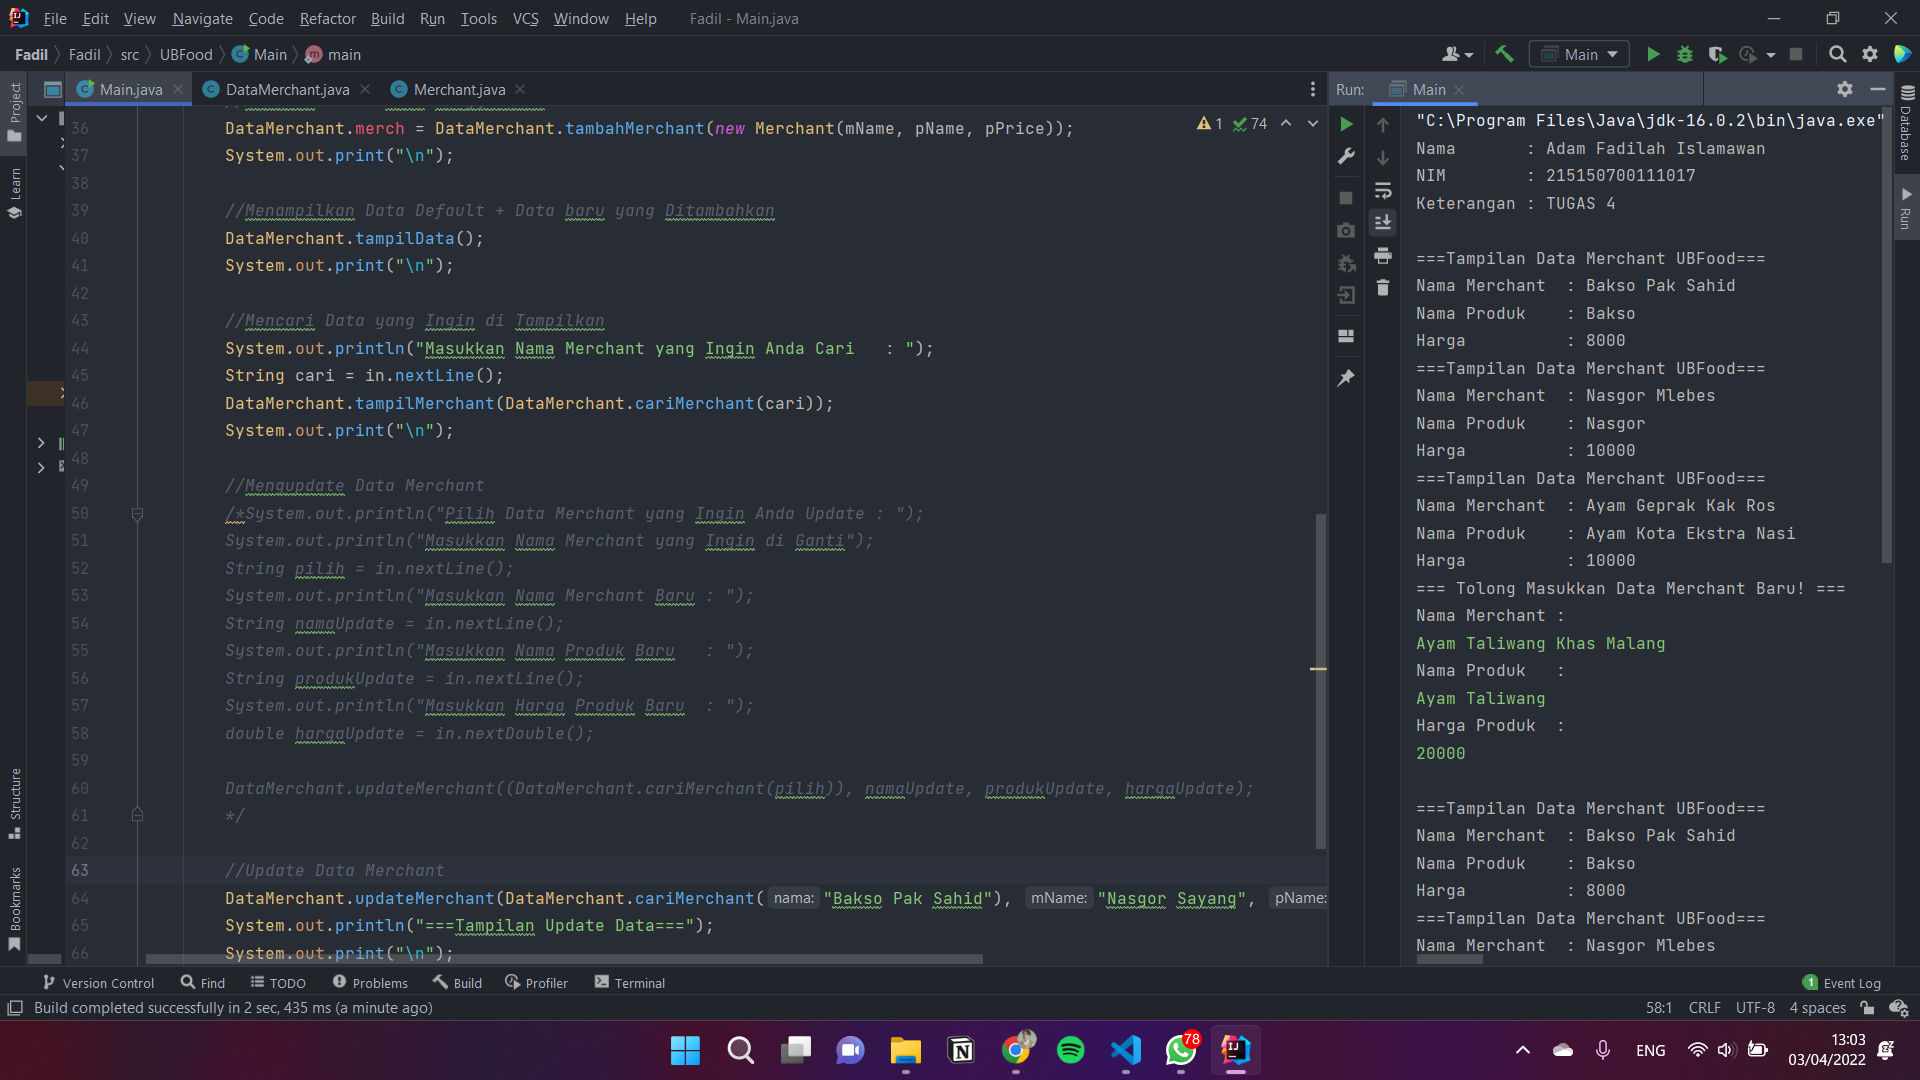 File Edit View Navigate Code Refactor Build Run Tools VCS Window Help Fadil - Main.java
Fadil Fadil src UBFood Main main
Main
Project
Learn
Structure
Bookmarks
Main.java DataMerchant.java Merchant.java
1 74
36 DataMerchant.merch = DataMerchant.tambahMerchant(new Merchant(mName, pName, pPrice));
37 System.out.print("\n");
38
39 //Menampilkan Data Default + Data baru yang Ditambahkan
40 DataMerchant.tampilData();
41 System.out.print("\n");
42
43 //Mencari Data yang Ingin di Tampilkan
44 System.out.println("Masukkan Nama Merchant yang Ingin Anda Cari   : ");
45 String cari = in.nextLine();
46 DataMerchant.tampilMerchant(DataMerchant.cariMerchant(cari));
47 System.out.print("\n");
48
49 //Mengupdate Data Merchant
50 /*System.out.println("Pilih Data Merchant yang Ingin Anda Update : ");
51 System.out.println("Masukkan Nama Merchant yang Ingin di Ganti");
52 String pilih = in.nextLine();
53 System.out.println("Masukkan Nama Merchant Baru : ");
54 String namaUpdate = in.nextLine();
55 System.out.println("Masukkan Nama Produk Baru   : ");
56 String produkUpdate = in.nextLine();
57 System.out.println("Masukkan Harga Produk Baru  : ");
58 double hargaUpdate = in.nextDouble();
59
60 DataMerchant.updateMerchant((DataMerchant.cariMerchant(pilih)), namaUpdate, produkUpdate, hargaUpdate);
61 */
62
63 //Update Data Merchant
64 DataMerchant.updateMerchant(DataMerchant.cariMerchant( nama: "Bakso Pak Sahid"), mName: "Nasgor Sayang", pName:
65 System.out.println("===Tampilan Update Data===");
66 System.out.print("\n");
Run: Main
"C:\Program Files\Java\jdk-16.0.2\bin\java.exe"
Nama       : Adam Fadilah Islamawan
NIM        : 215150700111017
Keterangan : TUGAS 4
===Tampilan Data Merchant UBFood===
Nama Merchant  : Bakso Pak Sahid
Nama Produk    : Bakso
Harga          : 8000
===Tampilan Data Merchant UBFood===
Nama Merchant  : Nasgor Mlebes
Nama Produk    : Nasgor
Harga          : 10000
===Tampilan Data Merchant UBFood===
Nama Merchant  : Ayam Geprak Kak Ros
Nama Produk    : Ayam Kota Ekstra Nasi
Harga          : 10000
=== Tolong Masukkan Data Merchant Baru! ===
Nama Merchant :
Ayam Taliwang Khas Malang
Nama Produk   :
Ayam Taliwang
Harga Produk  :
20000
===Tampilan Data Merchant UBFood===
Nama Merchant  : Bakso Pak Sahid
Nama Produk    : Bakso
Harga          : 8000
===Tampilan Data Merchant UBFood===
Nama Merchant  : Nasgor Mlebes
Database
Run
Version Control Find TODO Problems Build Profiler Terminal 1 Event Log
Build completed successfully in 2 sec, 435 ms (a minute ago) 58:1 CRLF UTF-8 4 spaces
78
ENG
13:03
03/04/2022